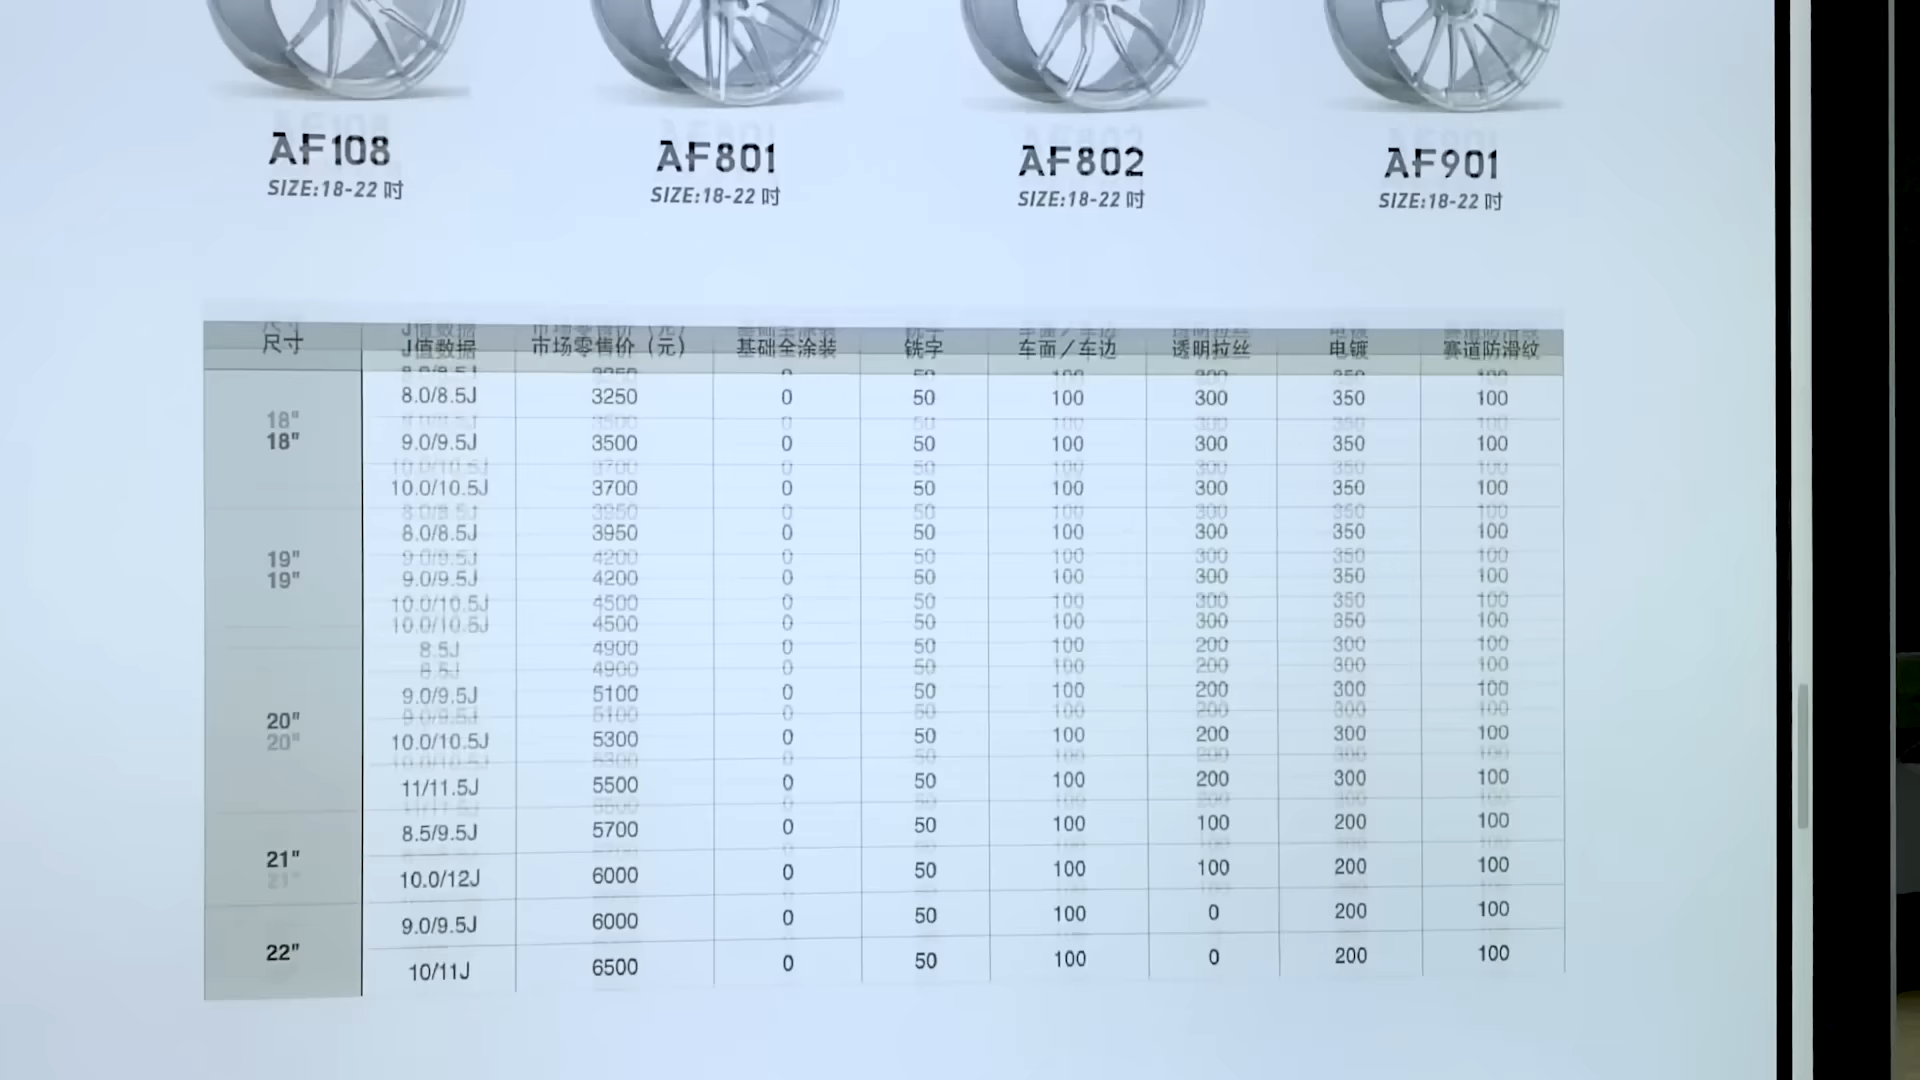 AF108
SIZE:18-22 吋
AF801
SIZE:18-22 吋
AF802
SIZE:18-22 吋
AF901
SIZE:18-22 吋
尺寸 J值数据 市场零售价（元） 基础全涂装 铣字 车面／车边 透明拉丝 电镀 赛道防滑纹
18" 8.0/8.5J 3250 0 50 100 300 350 100
9.0/9.5J 3500 0 50 100 300 350 100
10.0/10.5J 3700 0 50 100 300 350 100
19" 8.0/8.5J 3950 0 50 100 300 350 100
9.0/9.5J 4200 0 50 100 300 350 100
10.0/10.5J 4500 0 50 100 300 350 100
20" 8.5J 4900 0 50 100 200 300 100
9.0/9.5J 5100 0 50 100 200 300 100
10.0/10.5J 5300 0 50 100 200 300 100
11/11.5J 5500 0 50 100 200 300 100
21" 8.5/9.5J 5700 0 50 100 100 200 100
10.0/12J 6000 0 50 100 100 200 100
22" 9.0/9.5J 6000 0 50 100 0 200 100
10/11J 6500 0 50 100 0 200 100